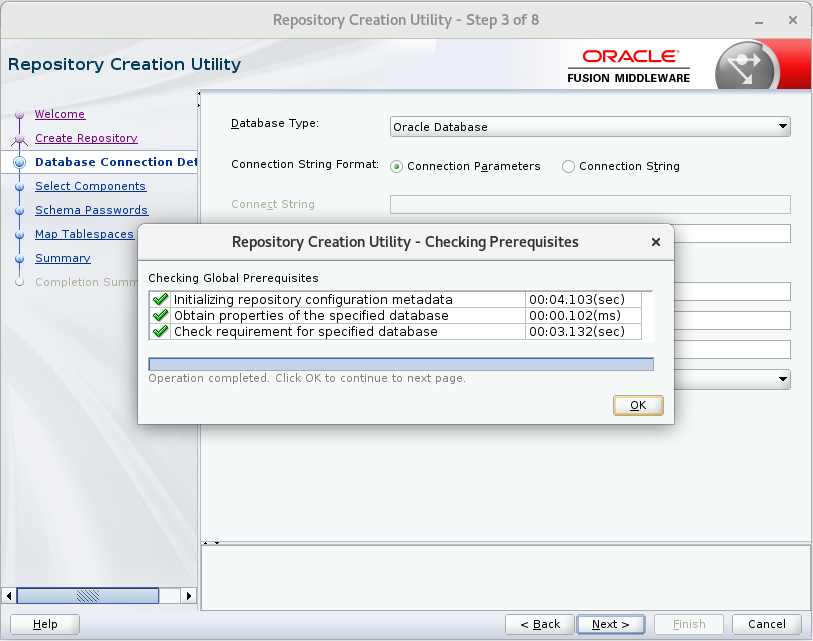 Repository Creation Utility - Step 3 of 8
Repository Creation Utility
ORACLE
FUSION MIDDLEWARE
Welcome
Create Repository
Database Connection Det
Select Components
Schema Passwords
Map Tablespaces
Summary
Completion Summ
Database Type:
Oracle Database
Connection String Format:
Connection Parameters
Connection String
Connect String
Repository Creation Utility - Checking Prerequisites
Checking Global Prerequisites
Initializing repository configuration metadata 00:04.103(sec)
Obtain properties of the specified database 00:00.102(ms)
Check requirement for specified database 00:03.132(sec)
Operation completed. Click OK to continue to next page.
OK
Help
< Back
Next >
Finish
Cancel